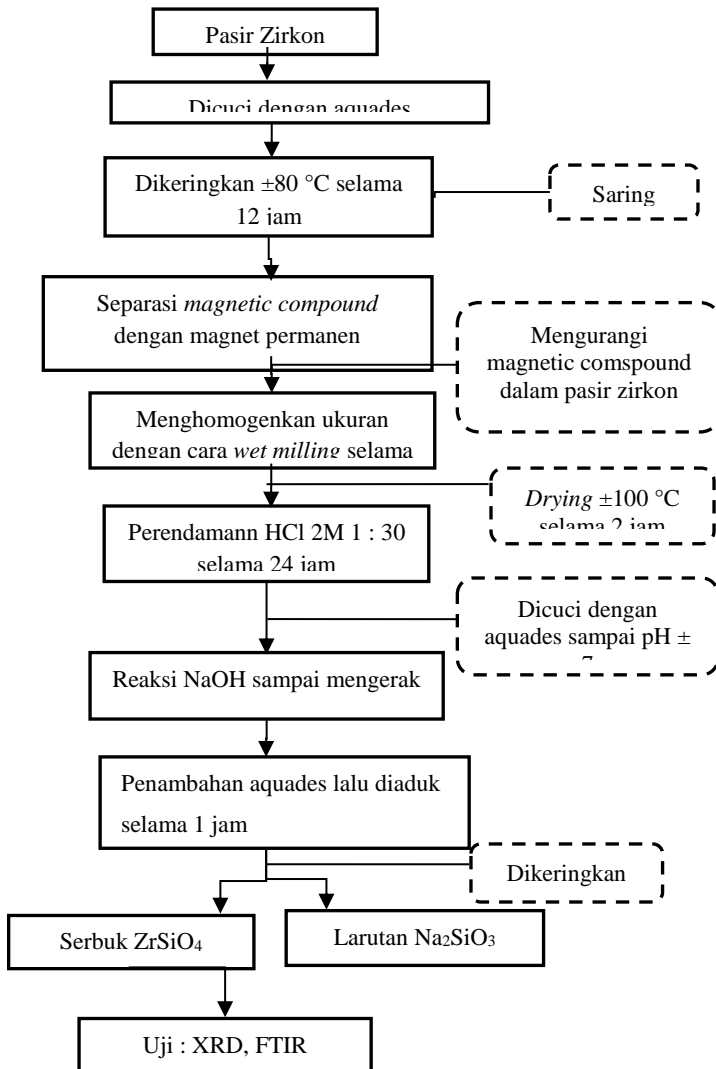 Pasir Zirkon
Dicuci dengan aquades
Dikeringkan ±80 °C selama
12 jam
Saring
Separasi magnetic compound
dengan magnet permanen
Mengurangi
magnetic comspound
dalam pasir zirkon
Menghomogenkan ukuran
dengan cara wet milling selama
Drying ±100 °C
selama 2 jam
Perendamann HCl 2M 1 : 30
selama 24 jam
Dicuci dengan
aquades sampai pH ±
Reaksi NaOH sampai mengerak
Penambahan aquades lalu diaduk
selama 1 jam
Dikeringkan
Serbuk ZrSiO₄
Larutan Na₂SiO₃
Uji : XRD, FTIR